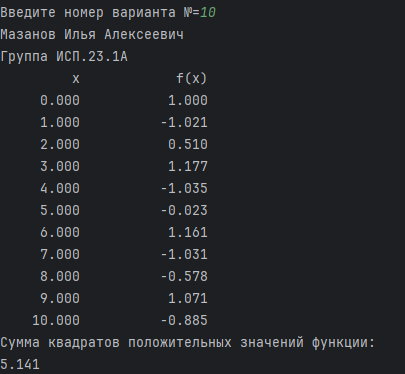 Введите номер варианта №=10
Мазанов Илья Алексеевич
Группа ИСП.23.1А
x f(x)
0.000 1.000
1.000 -1.021
2.000 0.510
3.000 1.177
4.000 -1.035
5.000 -0.023
6.000 1.161
7.000 -1.031
8.000 -0.578
9.000 1.071
10.000 -0.885
Сумма квадратов положительных значений функции:
5.141